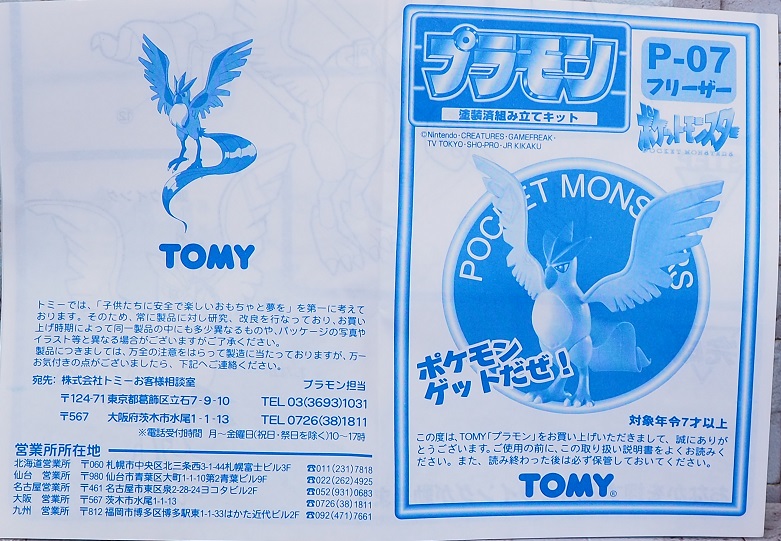 TOMY
トミーでは、「子供たちに安全で楽しいおもちゃと夢を」を第一に考えて
おります。そのため、常に製品に対し研究、改良を行なっており、お買い
上げ時期によって同一製品の中にも多少異なるものや、パッケージの写真や
イラスト等と異なる場合がございますがご了承ください。
製品につきましては、万全の注意をはらって製造に当たっておりますが、万一
お気付きの点がございましたら、下記へご連絡ください。
宛先：株式会社トミーお客様相談室 プラモン担当
〒124-71 東京都葛飾区立石7-9-10 TEL 03(3693)1031
〒567 大阪府茨木市水尾1-1-13 TEL 0726(38)1811
※電話受付時間 月〜金曜日(祝日・祭日を除く)10〜17時
営業所所在地
北海道営業所 〒060 札幌市中央区北三条西3-1-44札幌富士ビル3F ☎011(231)7818
仙台 営業所 〒980 仙台市青葉区大町1-1-10第2青葉ビル9F ☎022(262)4925
名古屋営業所 〒461 名古屋市東区泉2-28-24ヨコタビル2F ☎052(931)0683
大阪 営業所 〒567 茨木市水尾1-1-13 ☎0726(38)1811
九州 営業所 〒812 福岡市博多区博多駅東1-1-33はかた近代ビル2F ☎092(471)7661
プラモン
塗装済組み立てキット
P-07
フリーザー
ポケットモンスター
©Nintendo・CREATURES・GAMEFREAK・
TV TOKYO・SHO-PRO・JR KIKAKU
POCKET MONSTERS
ポケモン
ゲットだぜ！
対象年令7才以上
この度は、TOMY「プラモン」をお買い上げいただきまして、誠にありが
とうございます。ご使用の前に、この取り扱い説明書をよくお読みく
ださい。また、読み終わった後は必ず保管しておいてください。
TOMY®